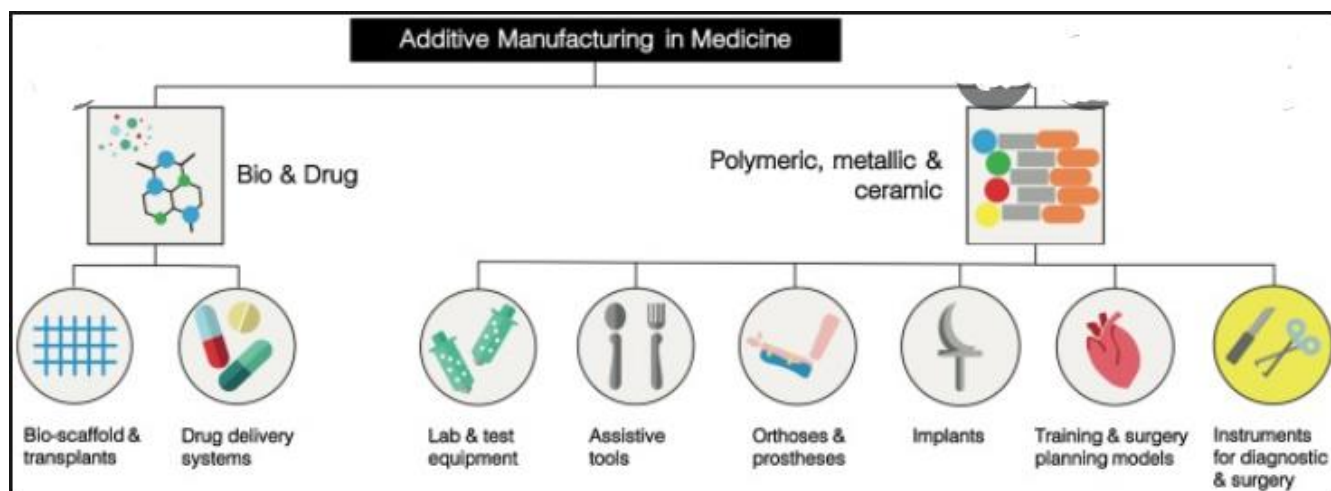 Additive Manufacturing in Medicine
Bio & Drug
Polymeric, metallic &
ceramic
Bio-scaffold &
transplants
Drug delivery
systems
Lab & test
equipment
Assistive
tools
Orthoses &
prostheses
Implants
Training & surgery
planning models
Instruments
for diagnostic
& surgery